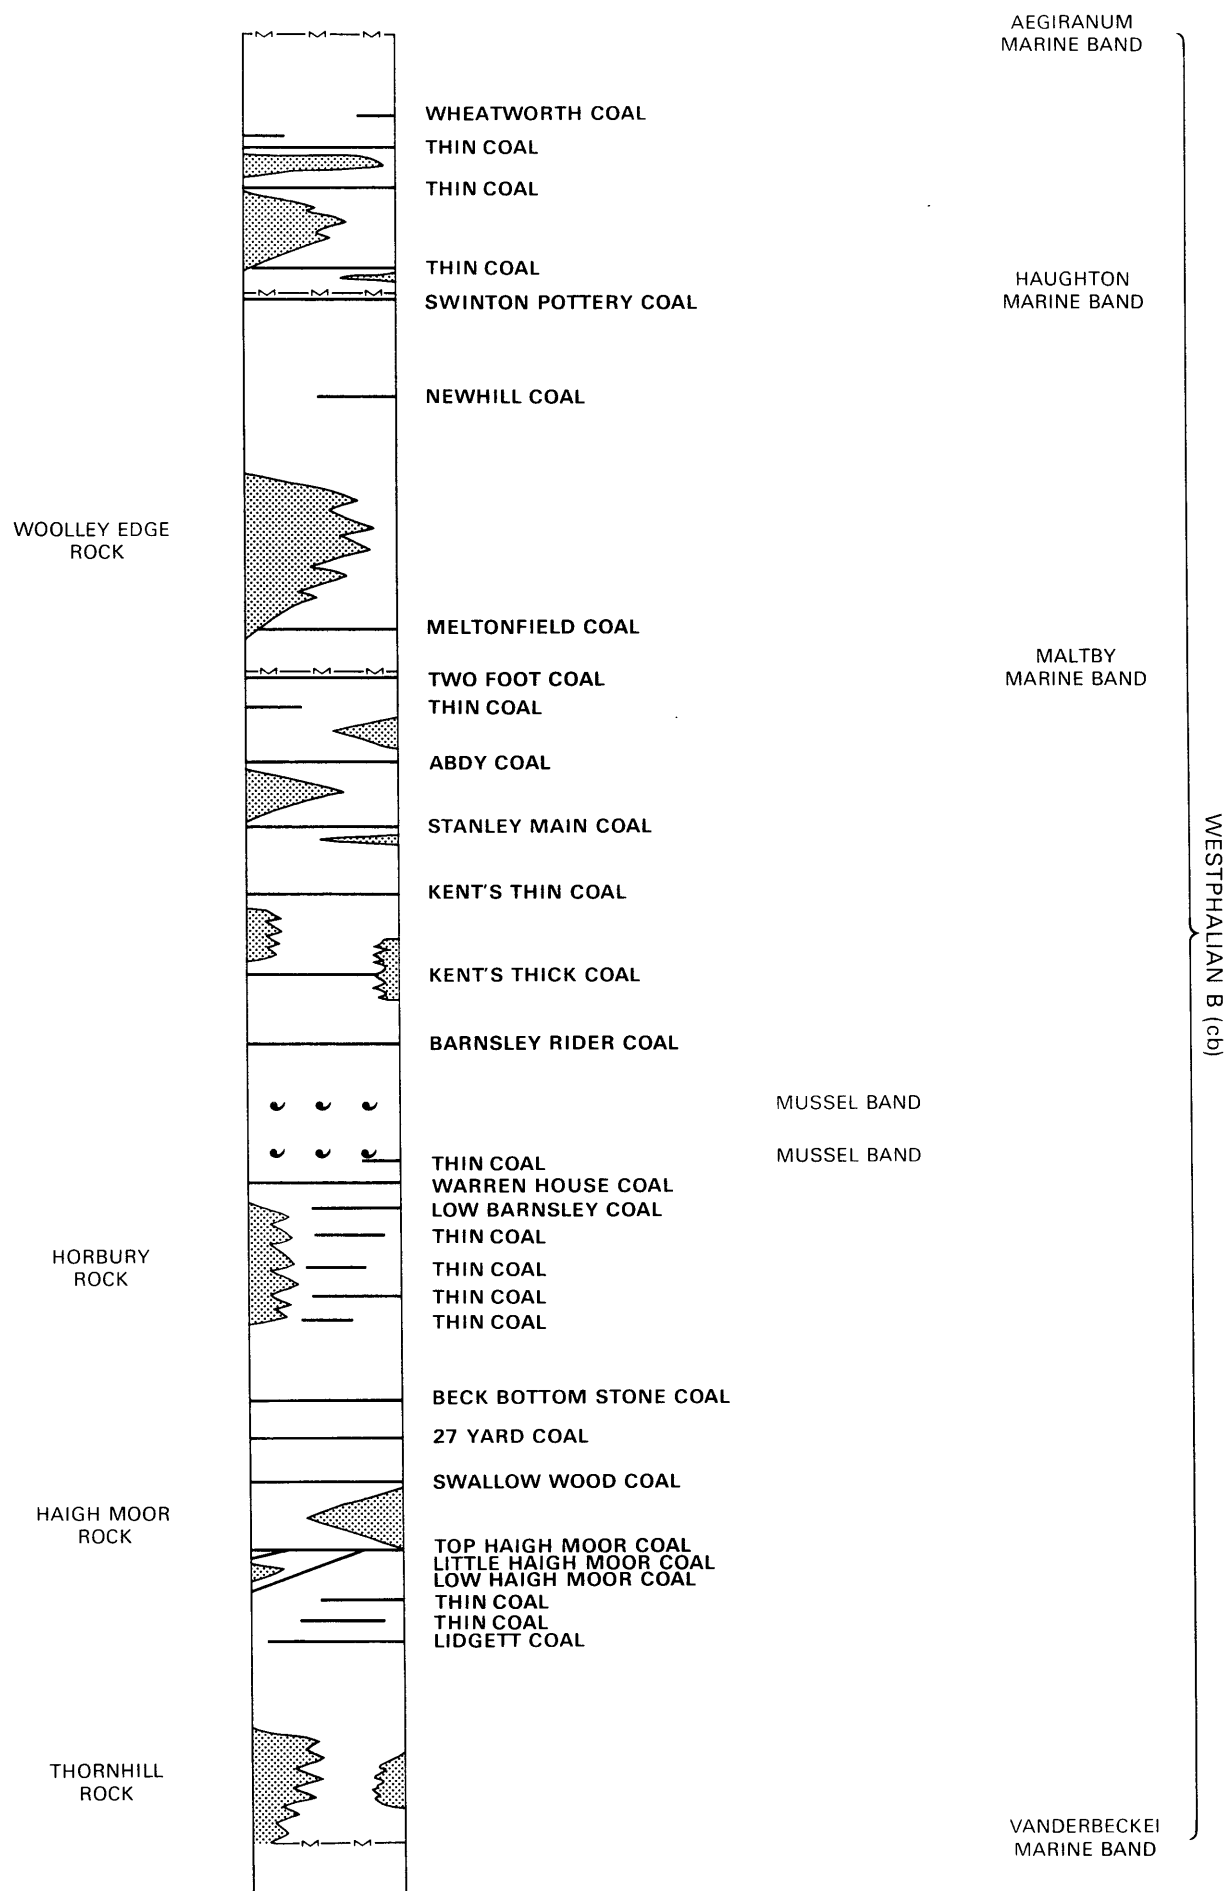 AEGIRANUM
MARINE BAND
WHEATWORTH COAL
THIN COAL
THIN COAL
THIN COAL
HAUGHTON
MARINE BAND
SWINTON POTTERY COAL
NEWHILL COAL
WOOLLEY EDGE
ROCK
MELTONFIELD COAL
MALTBY
MARINE BAND
TWO FOOT COAL
THIN COAL
ABDY COAL
STANLEY MAIN COAL
KENT'S THIN COAL
KENT'S THICK COAL
WESTPHALIAN B (cb)
BARNSLEY RIDER COAL
MUSSEL BAND
MUSSEL BAND
THIN COAL
WARREN HOUSE COAL
LOW BARNSLEY COAL
THIN COAL
HORBURY
ROCK
THIN COAL
THIN COAL
THIN COAL
BECK BOTTOM STONE COAL
27 YARD COAL
SWALLOW WOOD COAL
HAIGH MOOR
ROCK
TOP HAIGH MOOR COAL
LITTLE HAIGH MOOR COAL
LOW HAIGH MOOR COAL
THIN COAL
THIN COAL
LIDGETT COAL
THORNHILL
ROCK
VANDERBECKEI
MARINE BAND